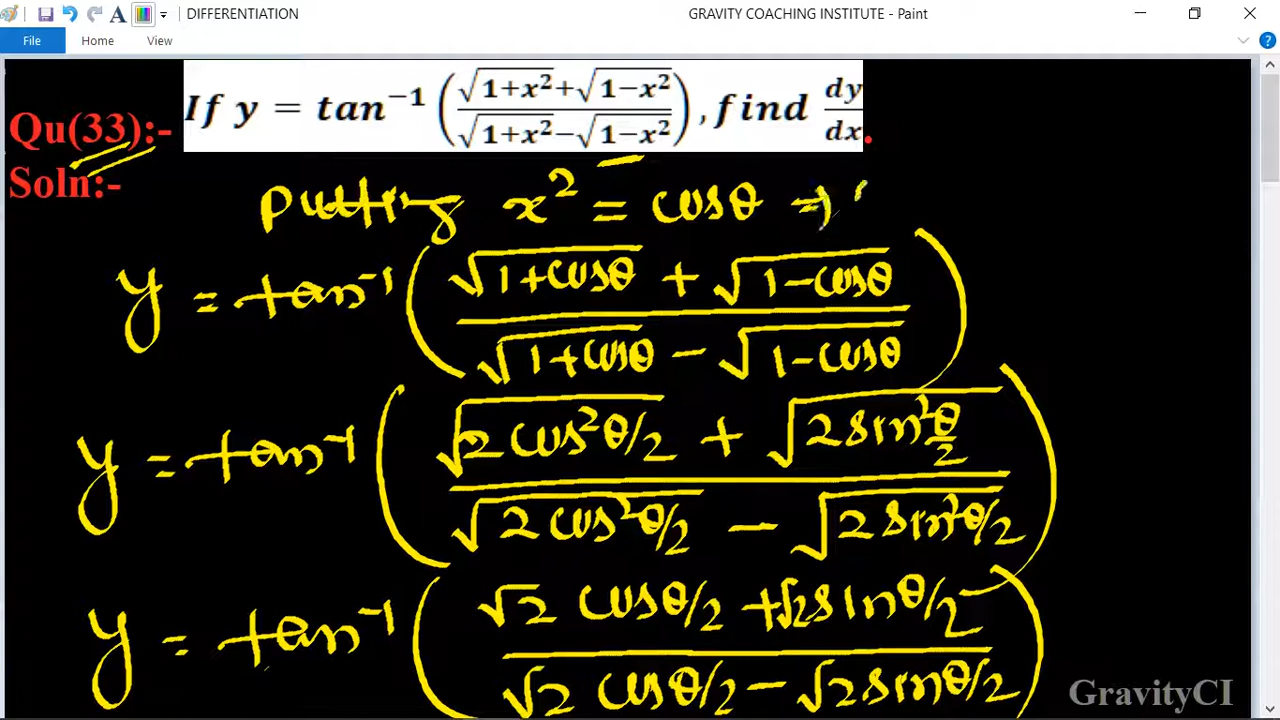 DIFFERENTIATION
GRAVITY COACHING INSTITUTE - Paint
File Home View
Qu(33):- If y = tan⁻¹ ( (√(1+x²)+√(1−x²)) / (√(1+x²)−√(1−x²)) ), find dy/dx.
Soln:-
Putting x² = cosθ ⇒
y = tan⁻¹ ( (√(1+cosθ) + √(1−cosθ)) / (√(1+cosθ) − √(1−cosθ)) )
y = tan⁻¹ ( (√(2cos²θ/2) + √(2sin²θ/2)) / (√(2cos²θ/2) − √(2sin²θ/2)) )
y = tan⁻¹ ( (√2 cosθ/2 + √2 sinθ/2) / (√2 cosθ/2 − √2 sinθ/2) )
GravityCI